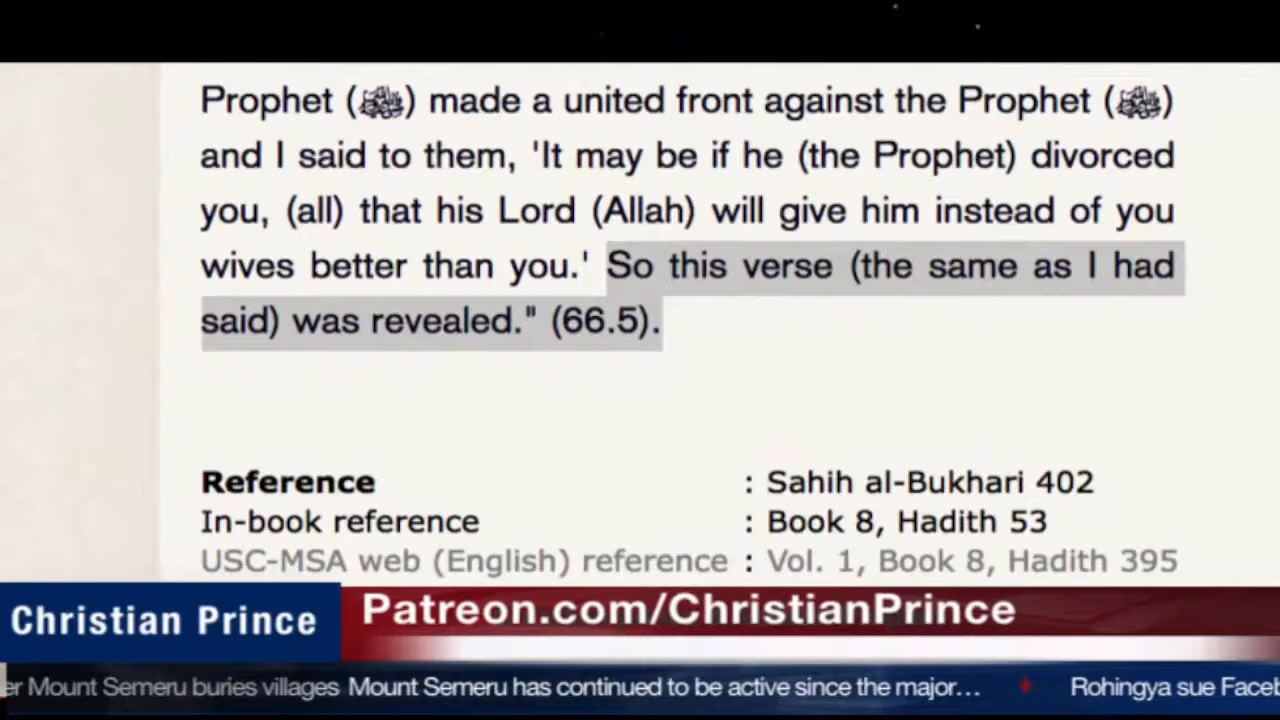 Prophet (ﷺ) made a united front against the Prophet (ﷺ)
and I said to them, 'It may be if he (the Prophet) divorced
you, (all) that his Lord (Allah) will give him instead of you
wives better than you.' So this verse (the same as I had
said) was revealed." (66.5).
Reference : Sahih al-Bukhari 402
In-book reference : Book 8, Hadith 53
USC-MSA web (English) reference : Vol. 1, Book 8, Hadith 395
Christian Prince
Patreon.com/ChristianPrince
er Mount Semeru buries villages Mount Semeru has continued to be active since the major... Rohingya sue Faceb